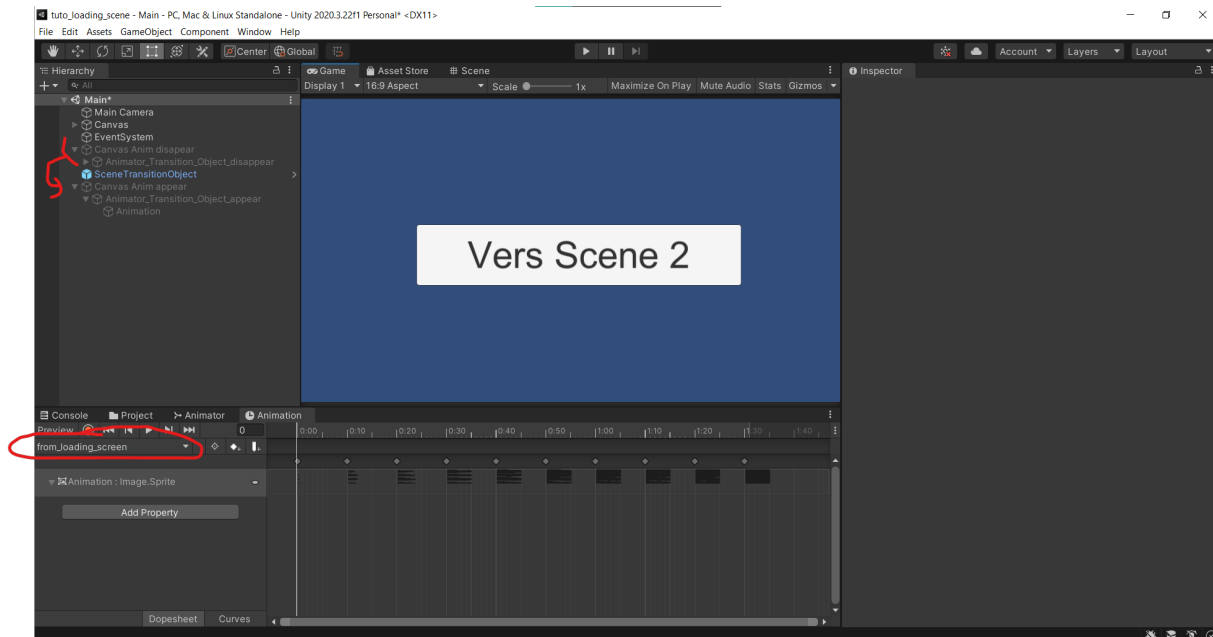 tuto_loading_scene - Main - PC, Mac & Linux Standalone - Unity 2020.3.22f1 Personal* <DX11>
File Edit Assets GameObject Component Window Help
Center Global Account Layers Layout
Hierarchy
All
Main*
Main Camera
Canvas
EventSystem
Canvas Anim disapear
Animator_Transition_Object_disappear
SceneTransitionObject
Canvas Anim appear
Animator_Transition_Object_appear
Animation
Game Asset Store Scene
Display 1 16:9 Aspect Scale 1x Maximize On Play Mute Audio Stats Gizmos
Vers Scene 2
Inspector
Console Project Animator Animation
Preview 0 0:00 0:10 0:20 0:30 0:40 0:50 1:00 1:10 1:20 1:30 1:40
from_loading_screen
Animation : Image.Sprite
Add Property
Dopesheet Curves